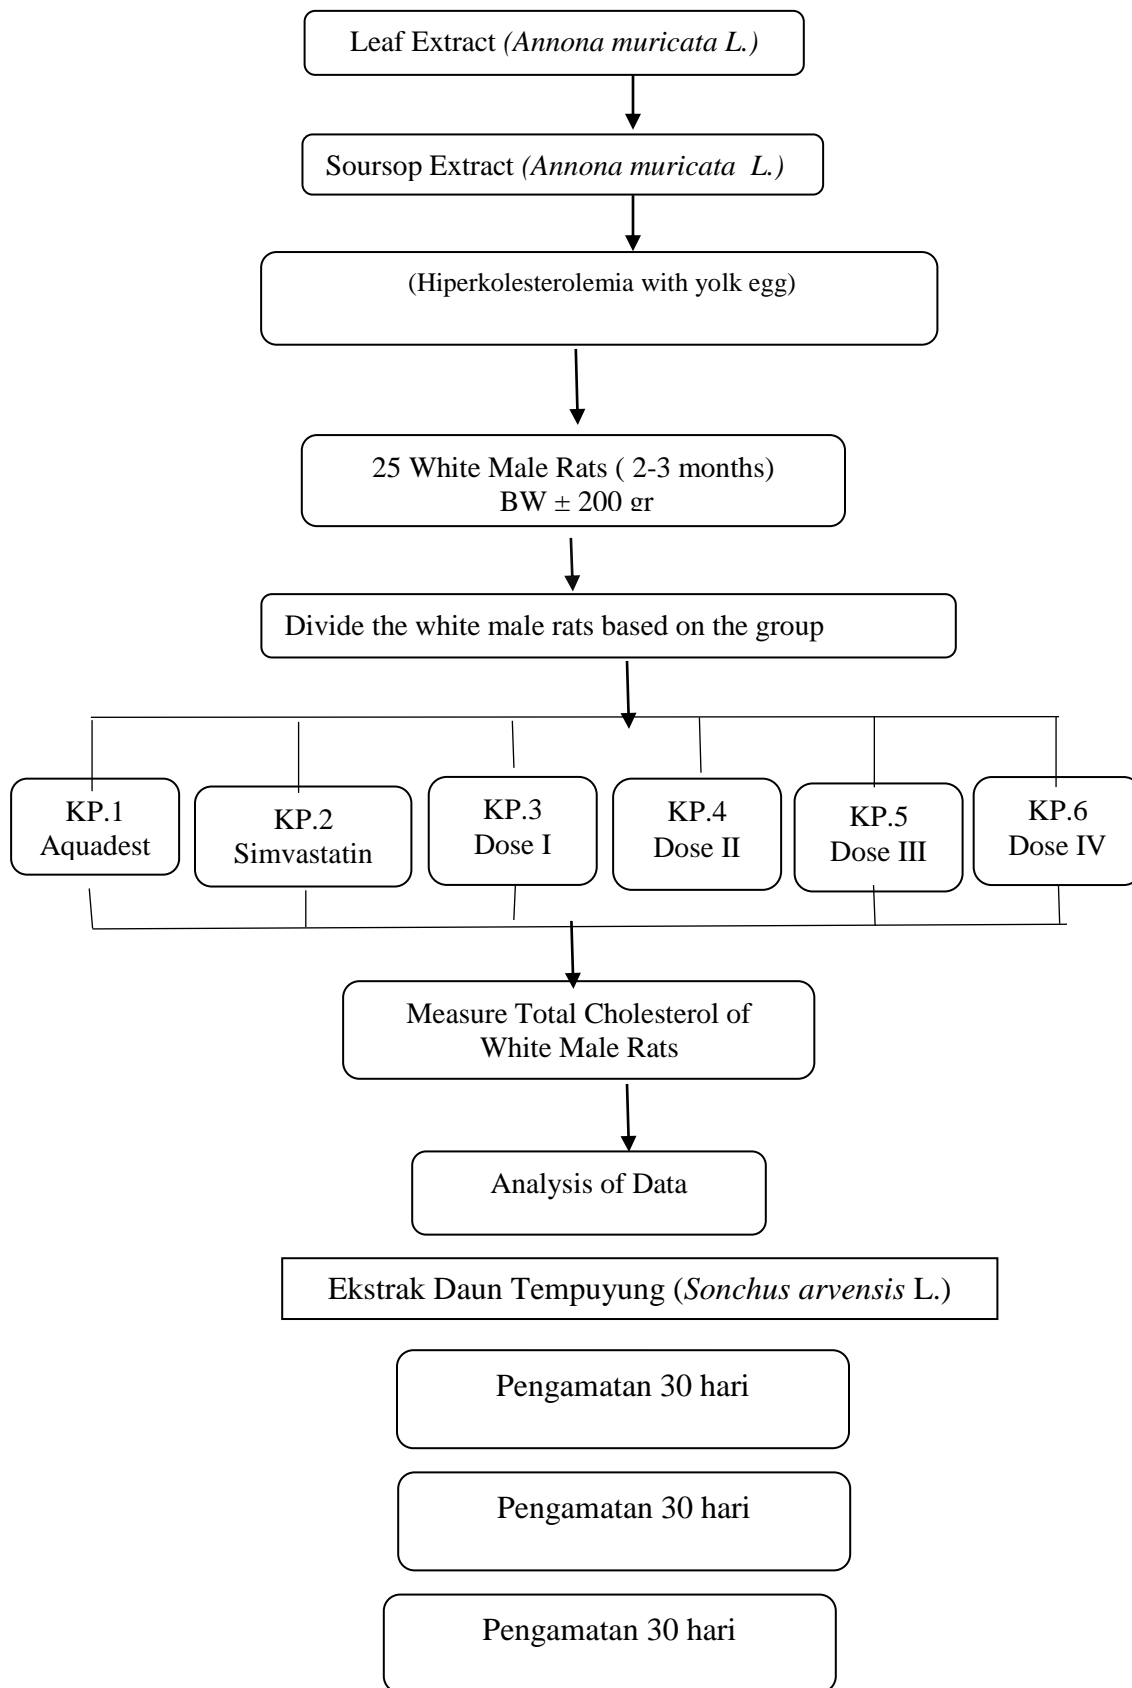 Leaf Extract (Annona muricata L.)
Soursop Extract (Annona muricata L.)
(Hiperkolesterolemia with yolk egg)
25 White Male Rats ( 2-3 months)
BW ± 200 gr
Divide the white male rats based on the group
KP.1
Aquadest
KP.2
Simvastatin
KP.3
Dose I
KP.4
Dose II
KP.5
Dose III
KP.6
Dose IV
Measure Total Cholesterol of
White Male Rats
Analysis of Data
Ekstrak Daun Tempuyung (Sonchus arvensis L.)
Pengamatan 30 hari
Pengamatan 30 hari
Pengamatan 30 hari